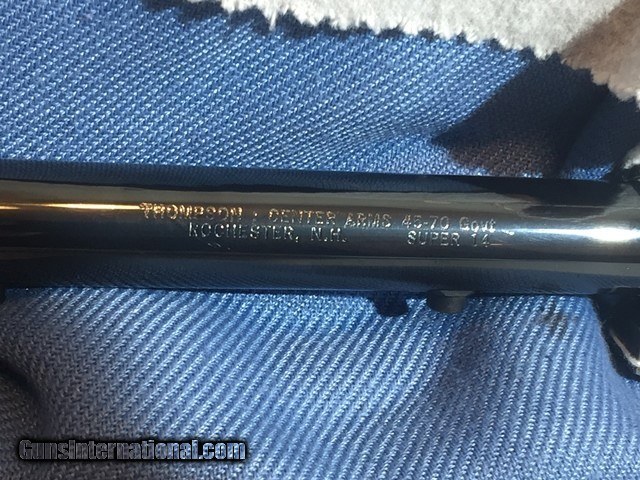 THOMPSON / CENTER ARMS 45-70 Govt
ROCHESTER, N.H. SUPER 14
GunsInternational.com